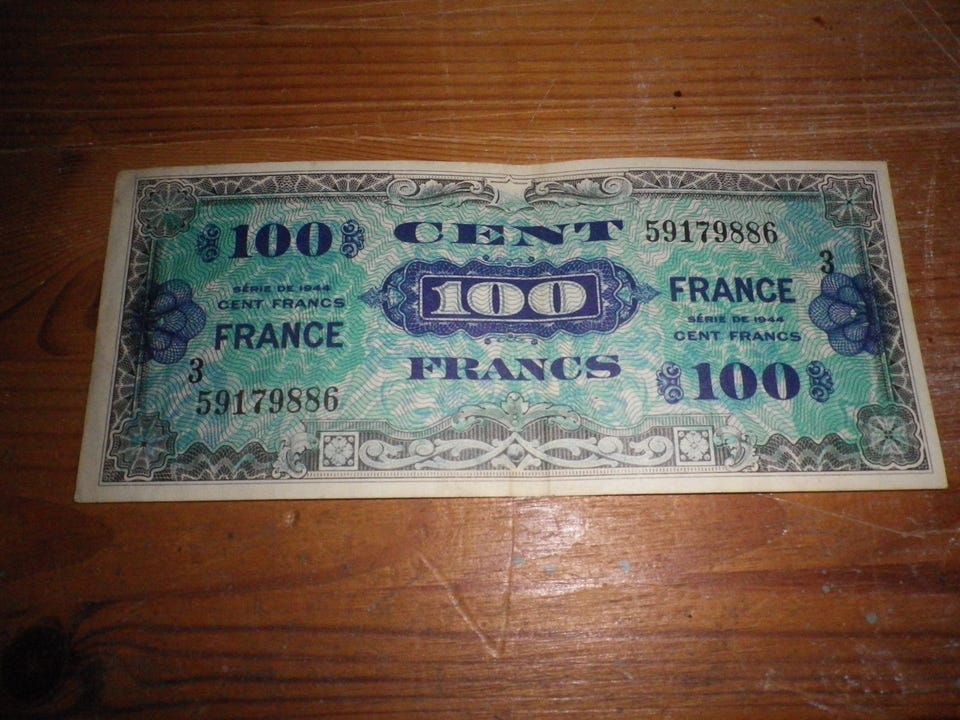 100 CENT 59179886
3
SÉRIE DE 1944
CENT FRANCS
FRANCE
3
59179886
100
FRANCS
FRANCE
SÉRIE DE 1944
CENT FRANCS
100